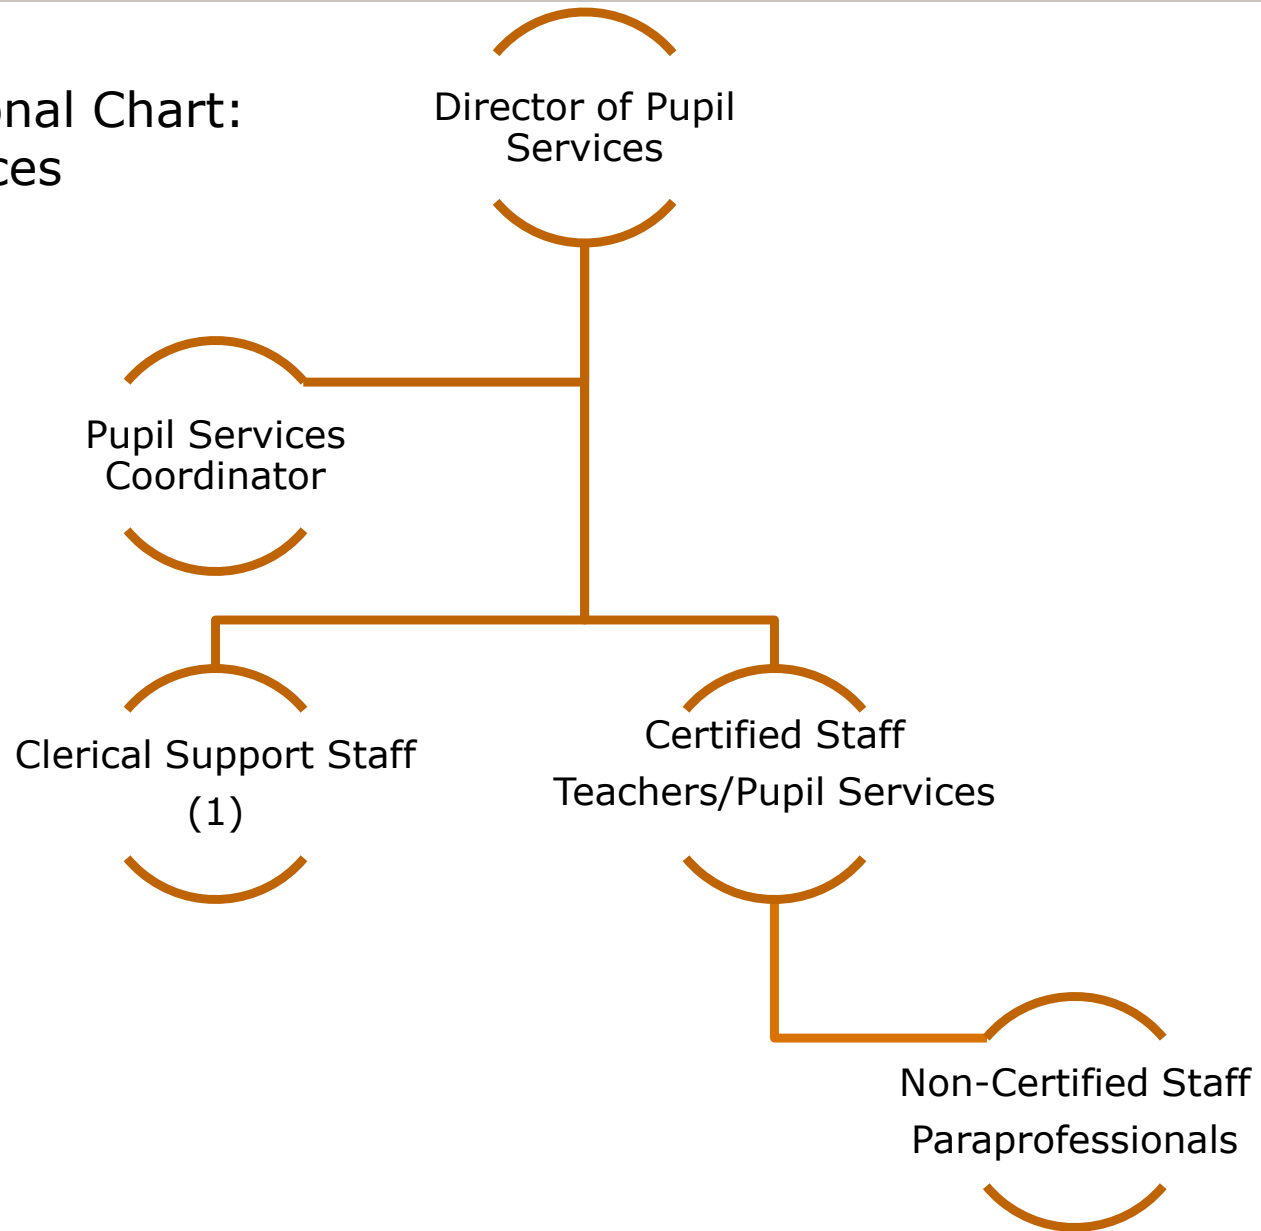 onal Chart:
ces
Director of Pupil
Services
Pupil Services
Coordinator
Clerical Support Staff
(1)
Certified Staff
Teachers/Pupil Services
Non-Certified Staff
Paraprofessionals